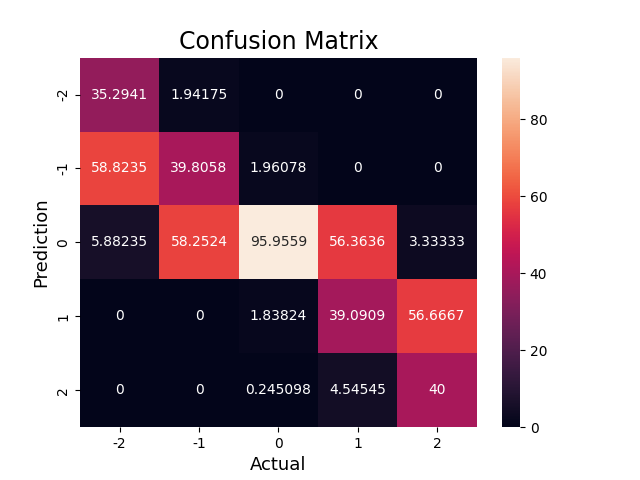 Confusion Matrix
-2 35.2941 1.94175 0 0 0
-1 58.8235 39.8058 1.96078 0 0
0 5.88235 58.2524 95.9559 56.3636 3.33333
1 0 0 1.83824 39.0909 56.6667
2 0 0 0.245098 4.54545 40
-2 -1 0 1 2
Prediction
Actual
80
60
40
20
0